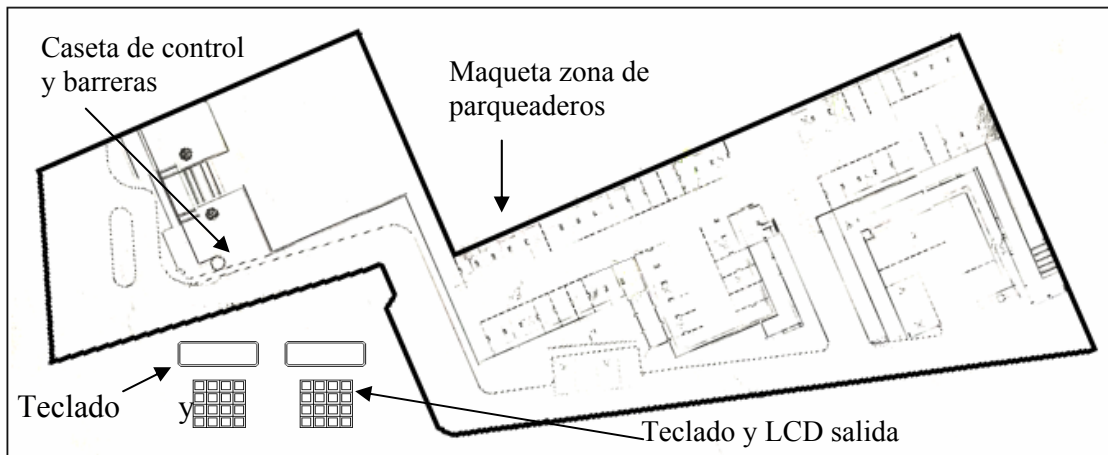 Caseta de control
y barreras
Maqueta zona de
parqueaderos
Teclado y
Teclado y LCD salida